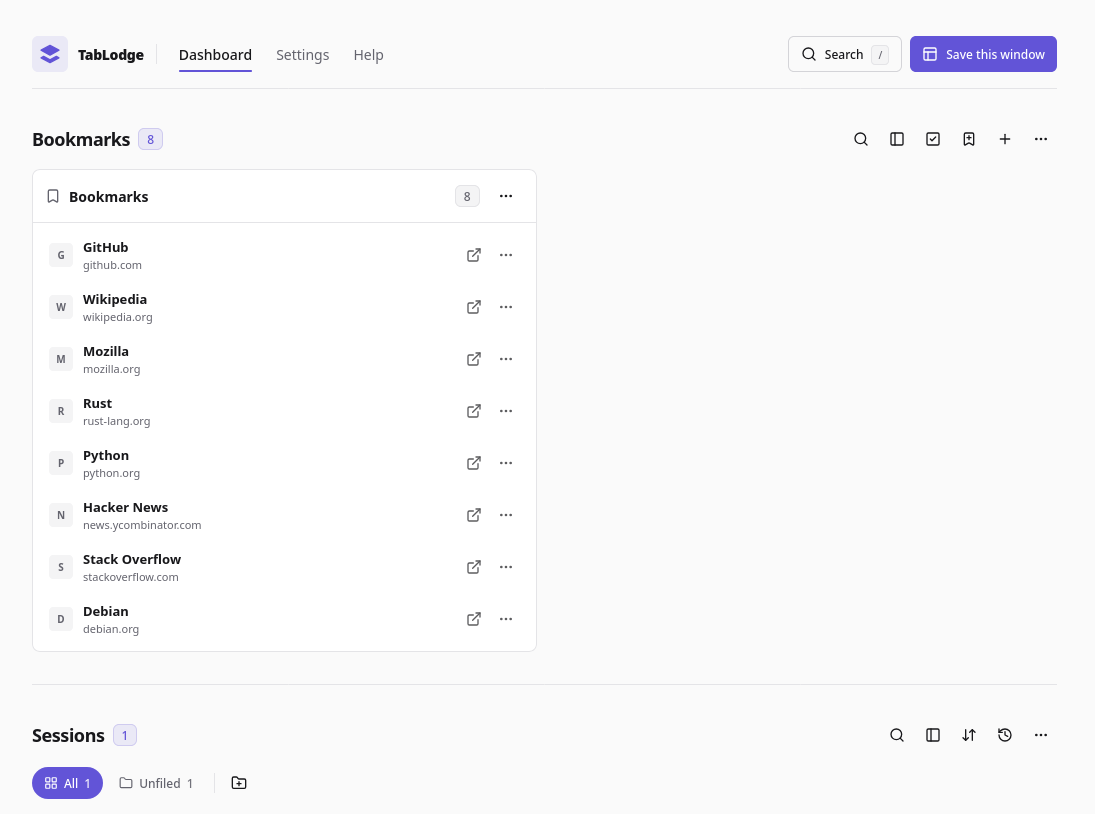 TabLodge
Dashboard
Settings
Help
Search /
Save this window
Bookmarks 8
Bookmarks
8
G
GitHub
github.com
W
Wikipedia
wikipedia.org
M
Mozilla
mozilla.org
R
Rust
rust-lang.org
P
Python
python.org
N
Hacker News
news.ycombinator.com
S
Stack Overflow
stackoverflow.com
D
Debian
debian.org
Sessions 1
All 1
Unfiled 1